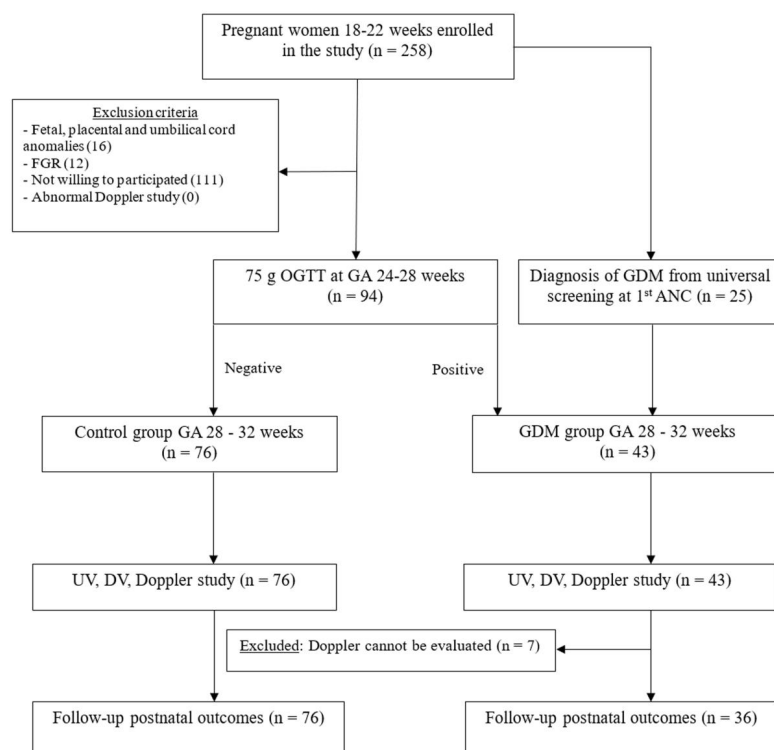 Pregnant women 18-22 weeks enrolled
in the study (n = 258)
Exclusion criteria
- Fetal, placental and umbilical cord
anomalies (16)
- FGR (12)
- Not willing to participated (111)
- Abnormal Doppler study (0)
75 g OGTT at GA 24-28 weeks
(n = 94)
Diagnosis of GDM from universal
screening at 1st ANC (n = 25)
Negative
Positive
Control group GA 28 - 32 weeks
(n = 76)
GDM group GA 28 - 32 weeks
(n = 43)
UV, DV, Doppler study (n = 76)
UV, DV, Doppler study (n = 43)
Excluded: Doppler cannot be evaluated (n = 7)
Follow-up postnatal outcomes (n = 76)
Follow-up postnatal outcomes (n = 36)